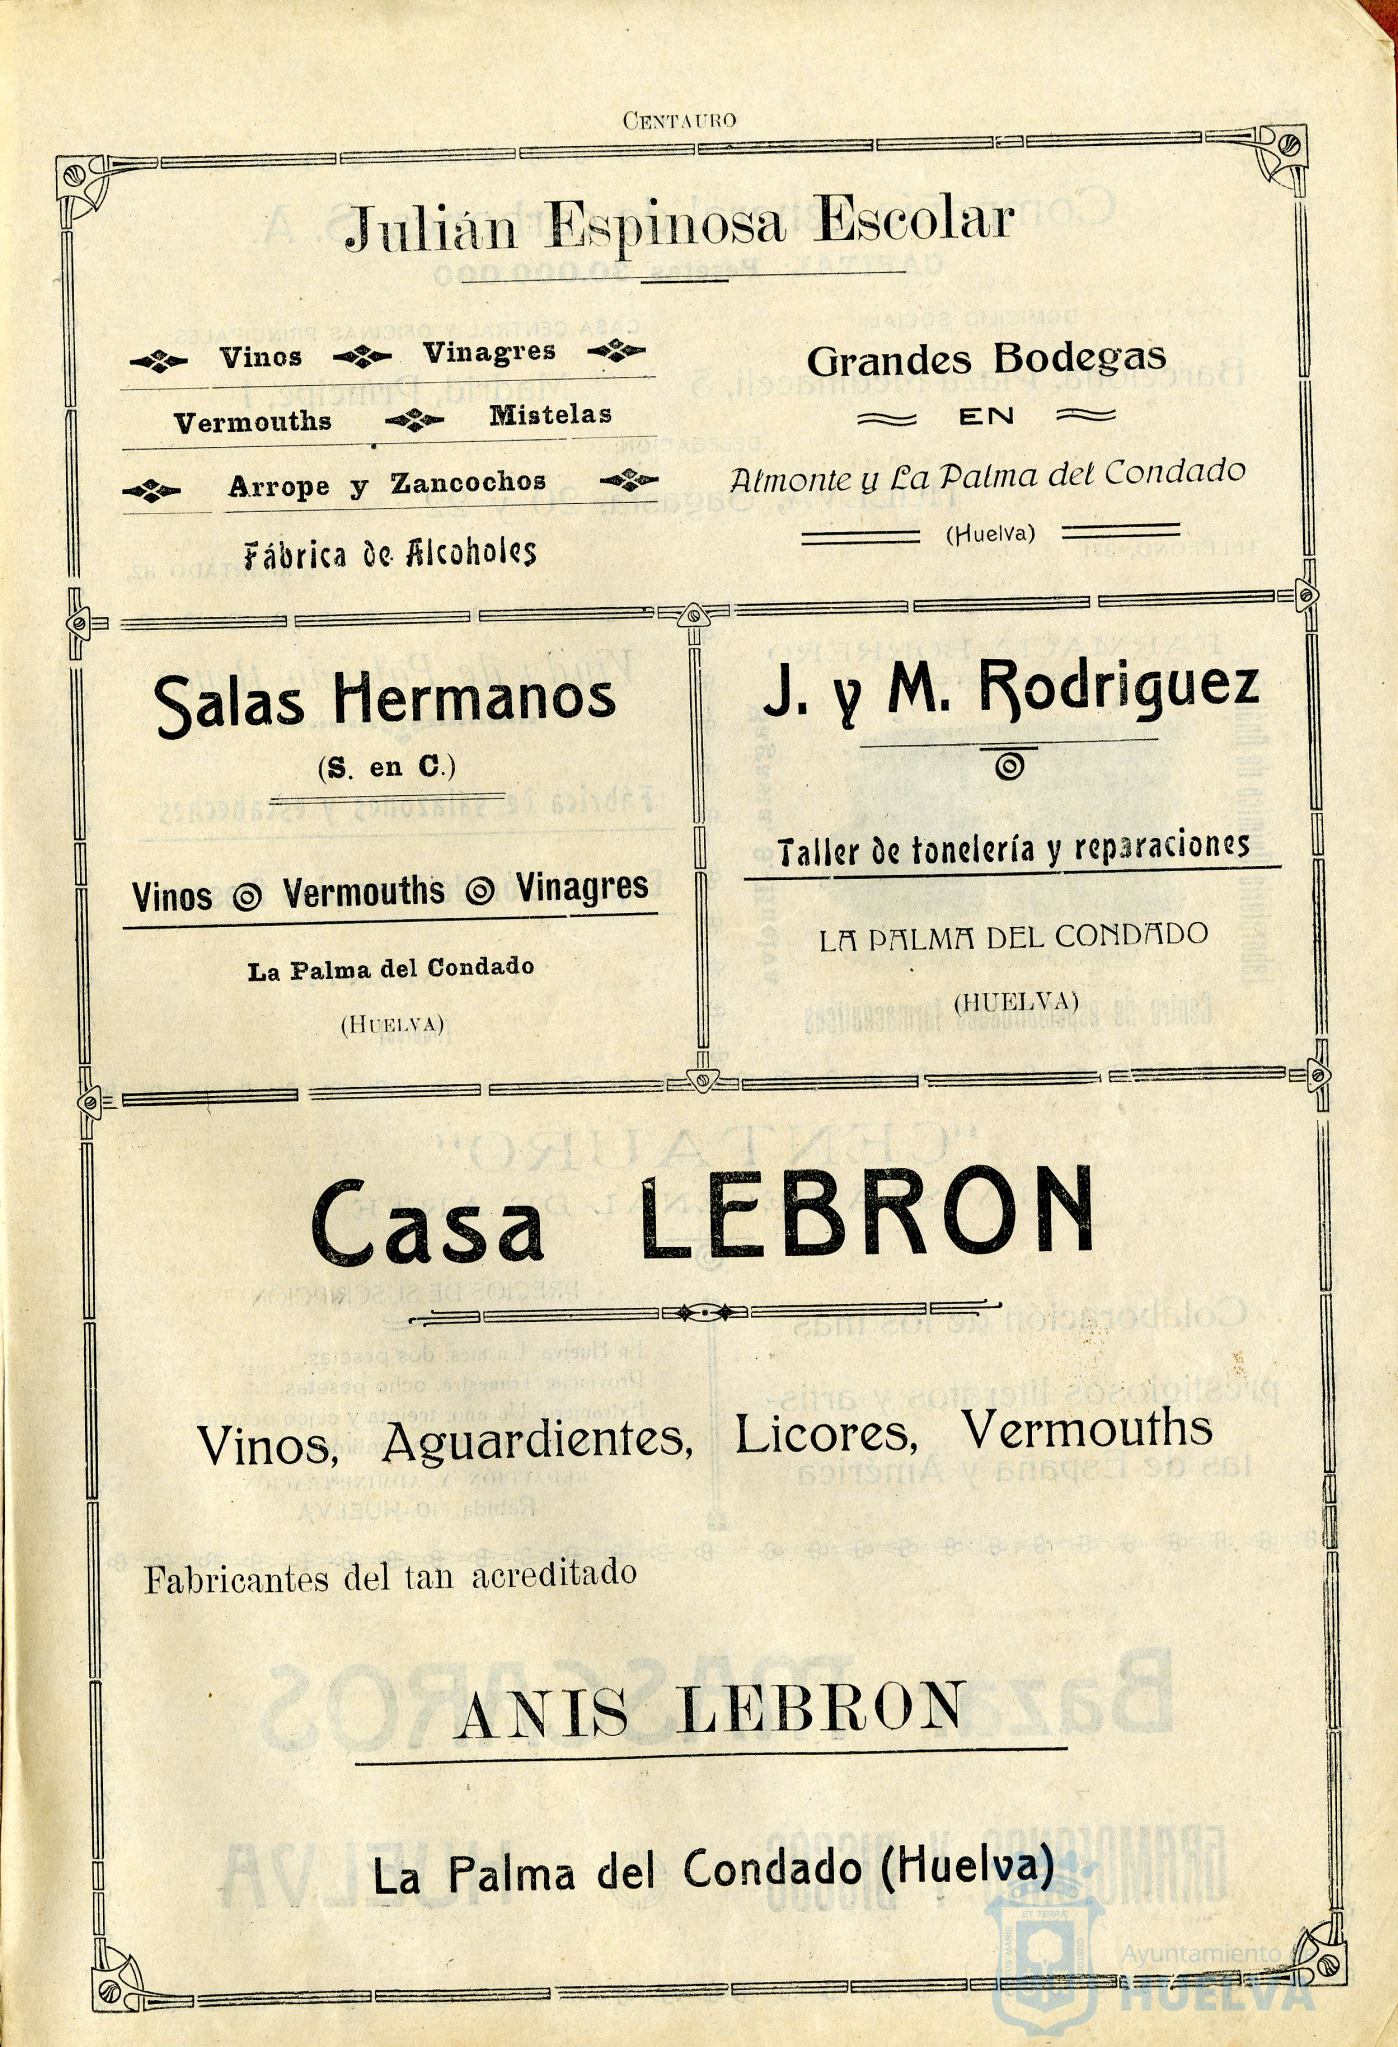 CENTAURO
Julián Espinosa Escolar
Vinos Vinagres
Vermouths Mistelas
Arrope y Zancochos
Fábrica de Alcoholes
Grandes Bodegas
EN
Almonte y La Palma del Condado
(Huelva)
Salas Hermanos
(S. en C.)
Vinos Vermouths Vinagres
La Palma del Condado
(HUELVA)
J. y M. Rodriguez
Taller de tonelería y reparaciones
LA PALMA DEL CONDADO
(HUELVA)
Casa LEBRON
Vinos, Aguardientes, Licores, Vermouths
Fabricantes del tan acreditado
ANIS LEBRON
La Palma del Condado (Huelva)
Ayuntamiento de
HUELVA